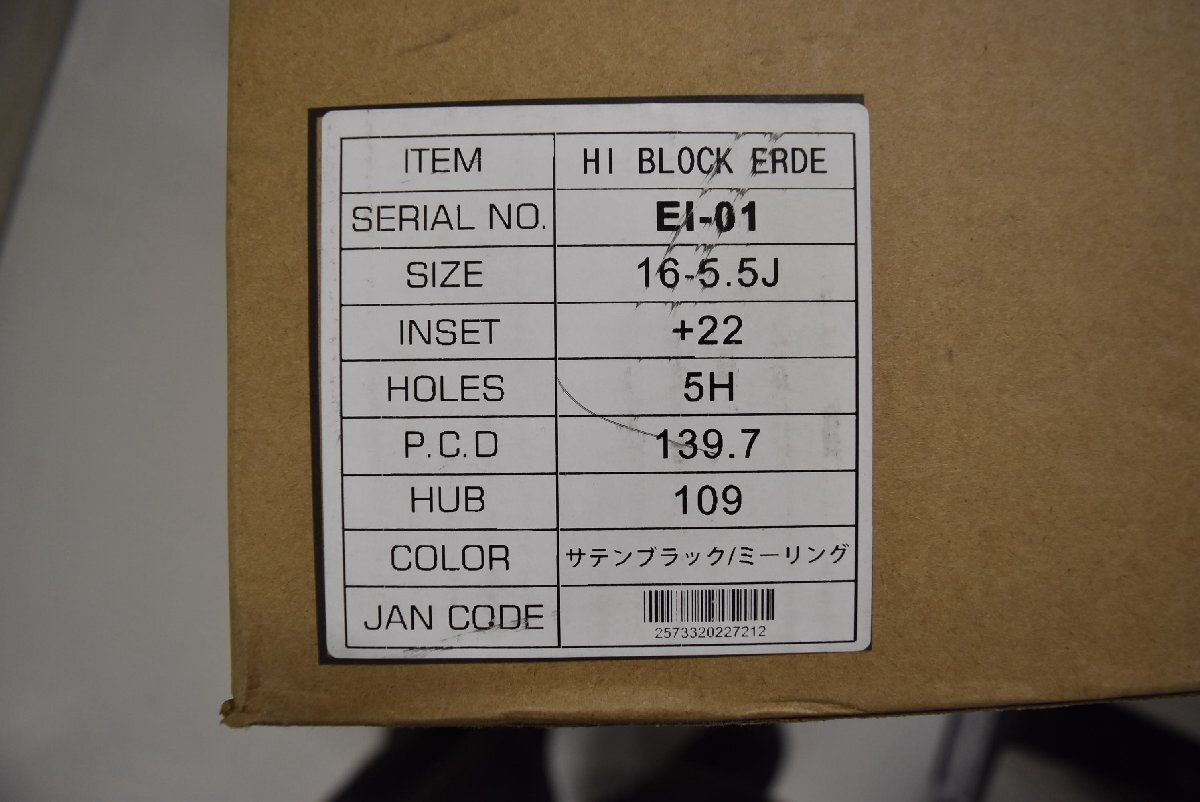 ITEM HI BLOCK ERDE
SERIAL NO. EI-01
SIZE 16-5.5J
INSET +22
HOLES 5H
P.C.D 139.7
HUB 109
COLOR サテンブラック/ミーリング
JAN CODE 2573320227212